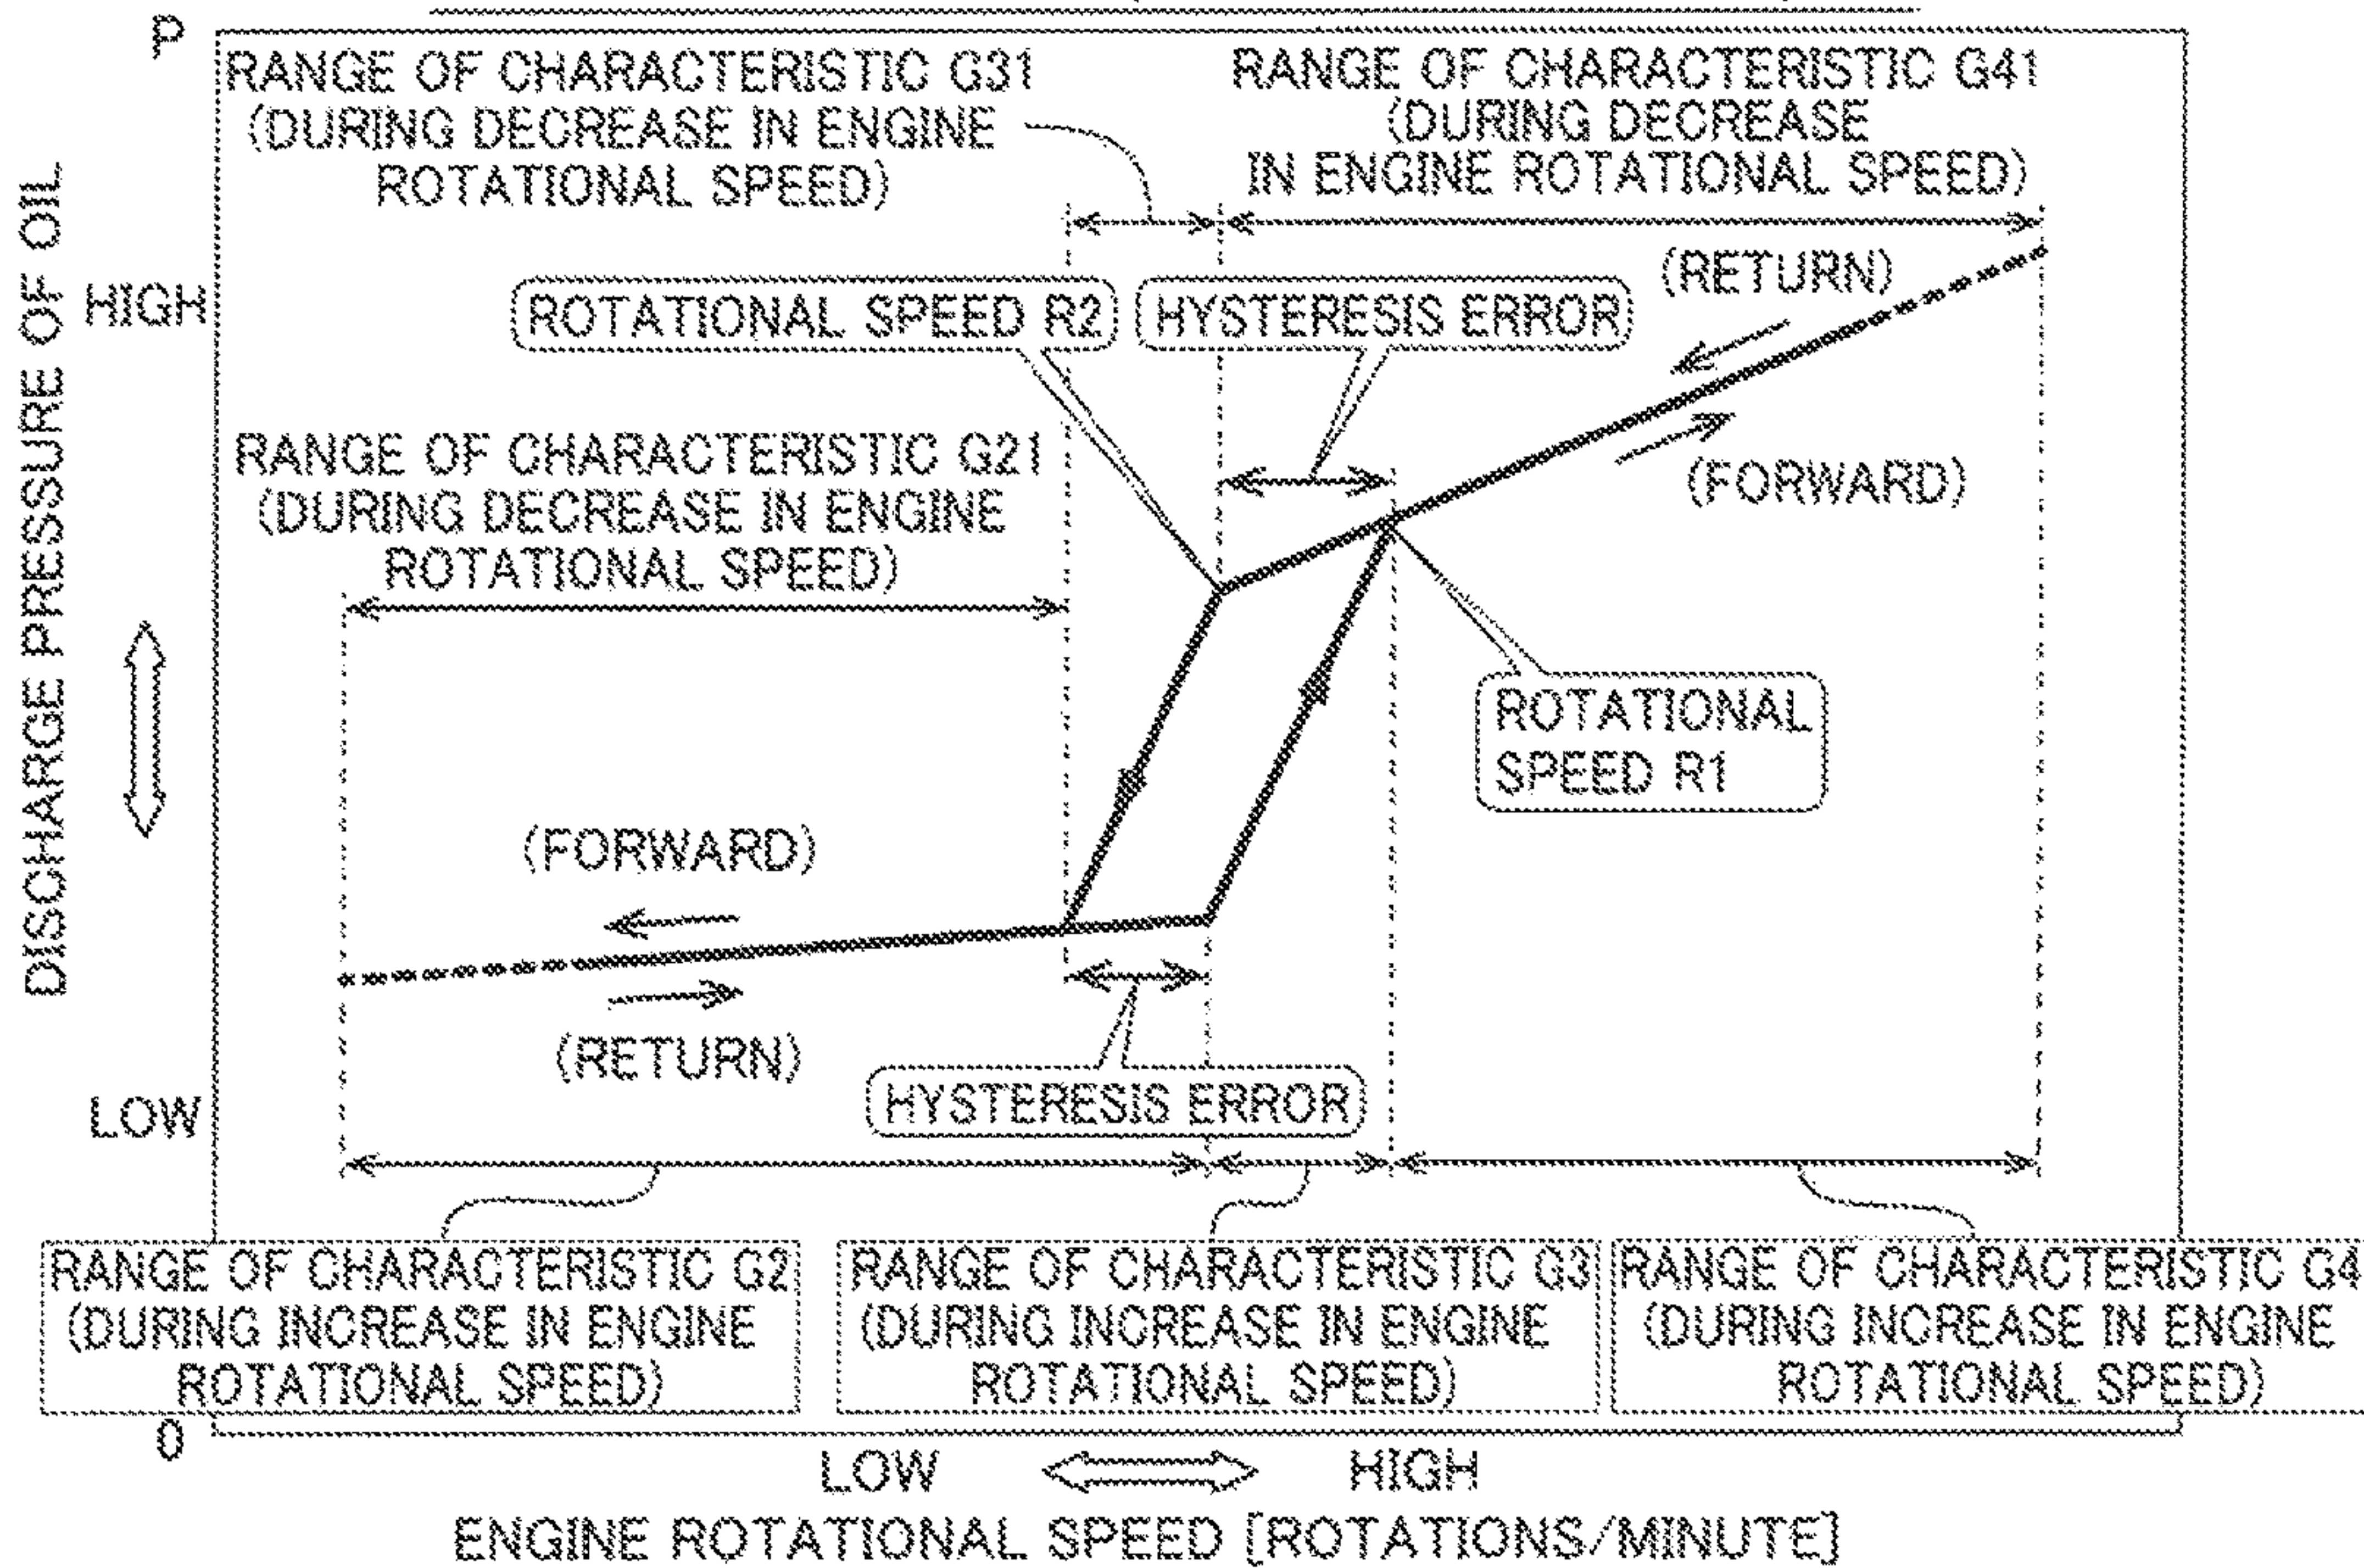 P
RANGE OF CHARACTERISTIC G31
(DURING DECREASE IN ENGINE
ROTATIONAL SPEED)
RANGE OF CHARACTERISTIC G41
(DURING DECREASE
IN ENGINE ROTATIONAL SPEED)
DISCHARGE PRESSURE OF OIL
HIGH
ROTATIONAL SPEED R2
HYSTERESIS ERROR
(RETURN)
(FORWARD)
RANGE OF CHARACTERISTIC G21
(DURING DECREASE IN ENGINE
ROTATIONAL SPEED)
ROTATIONAL
SPEED R1
(FORWARD)
(RETURN)
HYSTERESIS ERROR
LOW
RANGE OF CHARACTERISTIC G2
(DURING INCREASE IN ENGINE
ROTATIONAL SPEED)
RANGE OF CHARACTERISTIC G3
(DURING INCREASE IN ENGINE
ROTATIONAL SPEED)
RANGE OF CHARACTERISTIC G4
(DURING INCREASE IN ENGINE
ROTATIONAL SPEED)
0
LOW
HIGH
ENGINE ROTATIONAL SPEED [ROTATIONS/MINUTE]